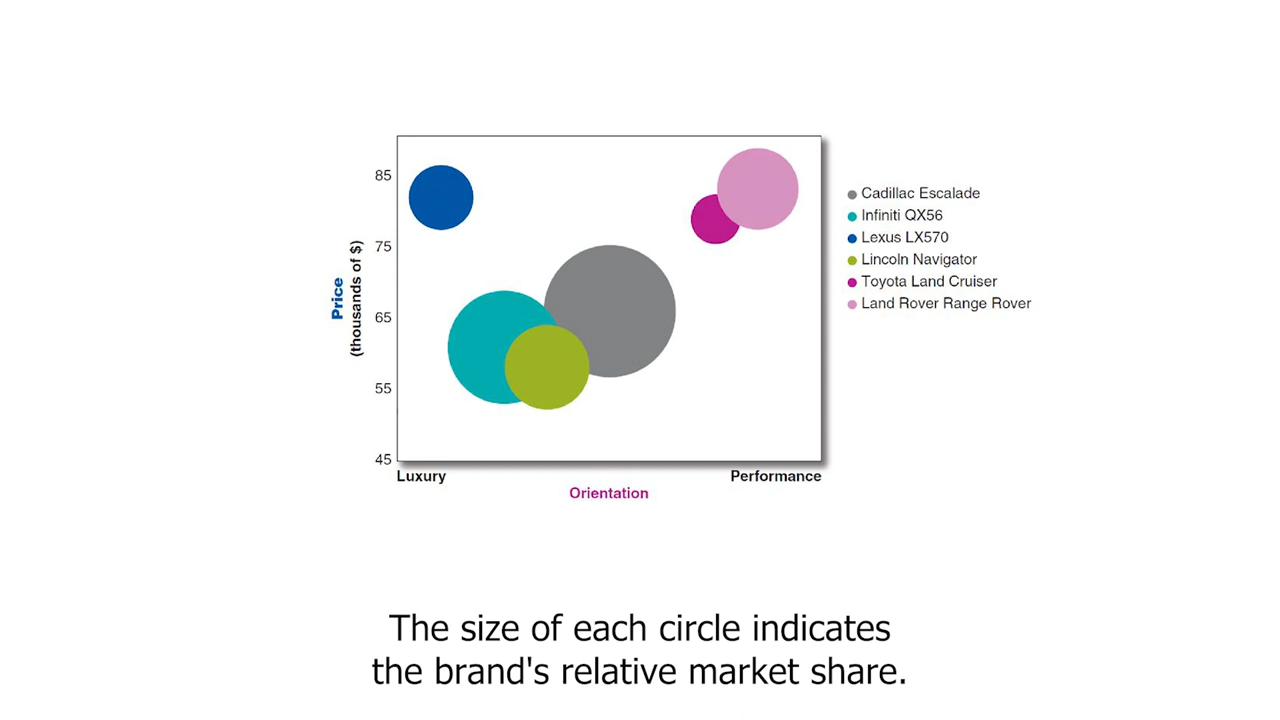 85
75
65
55
45
Price
(thousands of $)
Luxury
Performance
Orientation
Cadillac Escalade
Infiniti QX56
Lexus LX570
Lincoln Navigator
Toyota Land Cruiser
Land Rover Range Rover
The size of each circle indicates
the brand's relative market share.